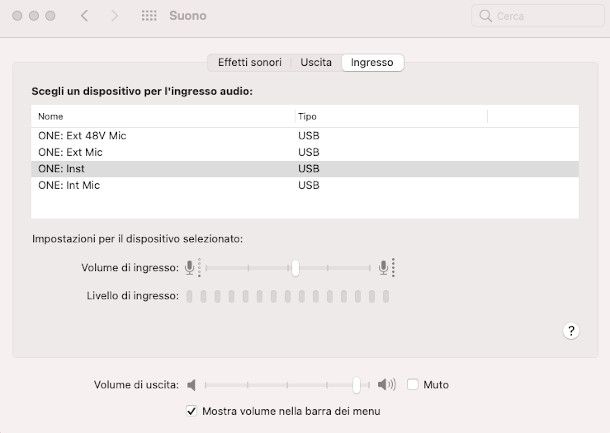 Suono
Cerca
Effetti sonori Uscita Ingresso
Scegli un dispositivo per l'ingresso audio:
Nome Tipo
ONE: Ext 48V Mic USB
ONE: Ext Mic USB
ONE: Inst USB
ONE: Int Mic USB
Impostazioni per il dispositivo selezionato:
Volume di ingresso:
Livello di ingresso:
?
Volume di uscita: Muto
Mostra volume nella barra dei menu